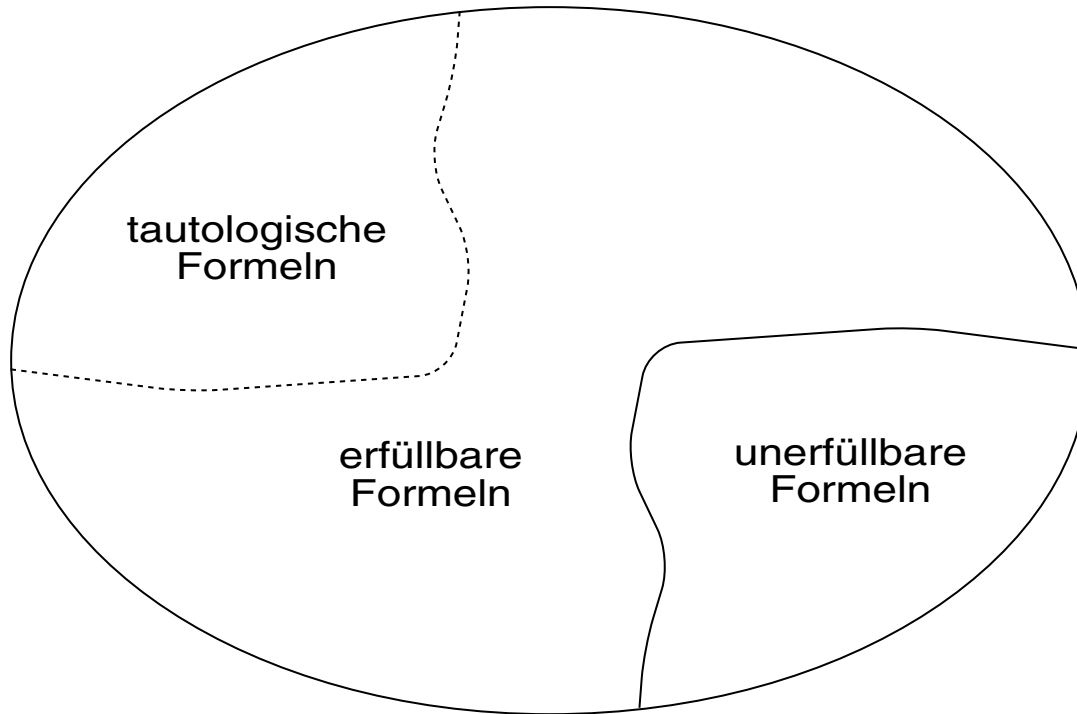 tautologische
Formeln
erfüllbare
Formeln
unerfüllbare
Formeln